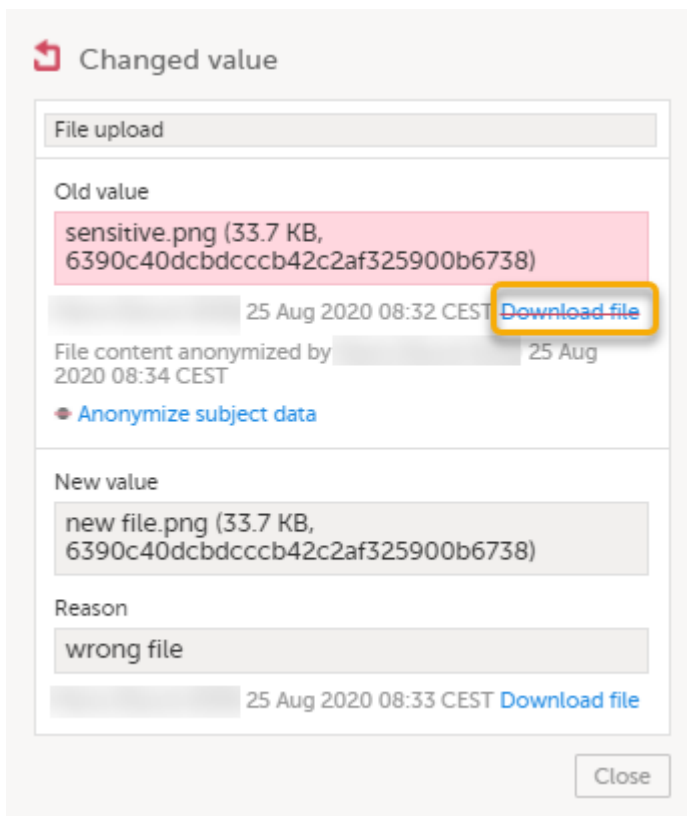 Changed value
File upload
Old value
sensitive.png (33.7 KB,
6390c40dcbdcccb42c2af325900b6738)
25 Aug 2020 08:32 CEST Download file
File content anonymized by 25 Aug
2020 08:34 CEST
Anonymize subject data
New value
new file.png (33.7 KB,
6390c40dcbdcccb42c2af325900b6738)
Reason
wrong file
25 Aug 2020 08:33 CEST Download file
Close